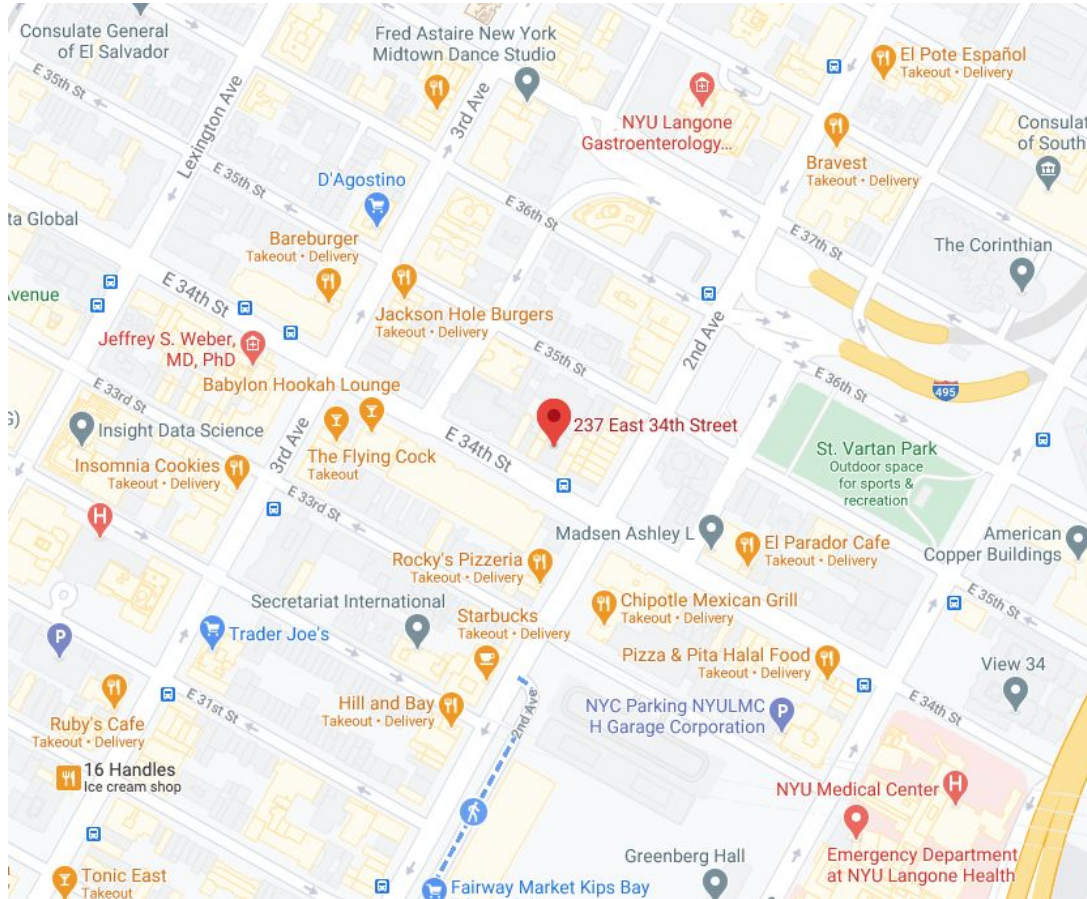 Consulate General
of El Salvador
Fred Astaire New York
Midtown Dance Studio
El Pote Español
Takeout • Delivery
E 35th St
Lexington Ave
3rd Ave
NYU Langone
Gastroenterology...
Bravest
Takeout • Delivery
Consulat
of South
D'Agostino
E 35th St
E 36th St
ta Global
Bareburger
Takeout • Delivery
E 37th St
The Corinthian
E 34th St
Avenue
Jackson Hole Burgers
Takeout • Delivery
2nd Ave
Jeffrey S. Weber,
MD, PhD
E 35th St
E 36th St
495
Babylon Hookah Lounge
E 33rd St
237 East 34th Street
G)
Insight Data Science
The Flying Cock
Takeout
E 34th St
St. Vartan Park
Outdoor space
for sports &
recreation
3rd Ave
Insomnia Cookies
Takeout • Delivery
E 33rd St
H
Madsen Ashley L
El Parador Cafe
Takeout • Delivery
American
Copper Buildings
Rocky's Pizzeria
Takeout • Delivery
E 35th St
Secretariat International
Starbucks
Takeout • Delivery
Chipotle Mexican Grill
Takeout • Delivery
P
Trader Joe's
Pizza & Pita Halal Food
Takeout • Delivery
View 34
E 31st St
Hill and Bay
Takeout • Delivery
2nd Ave
NYC Parking NYULMC
H Garage Corporation
P
E 34th St
Ruby's Cafe
Takeout • Delivery
16 Handles
Ice cream shop
NYU Medical Center
H
Emergency Department
at NYU Langone Health
Greenberg Hall
Tonic East
Takeout
Fairway Market Kips Bay